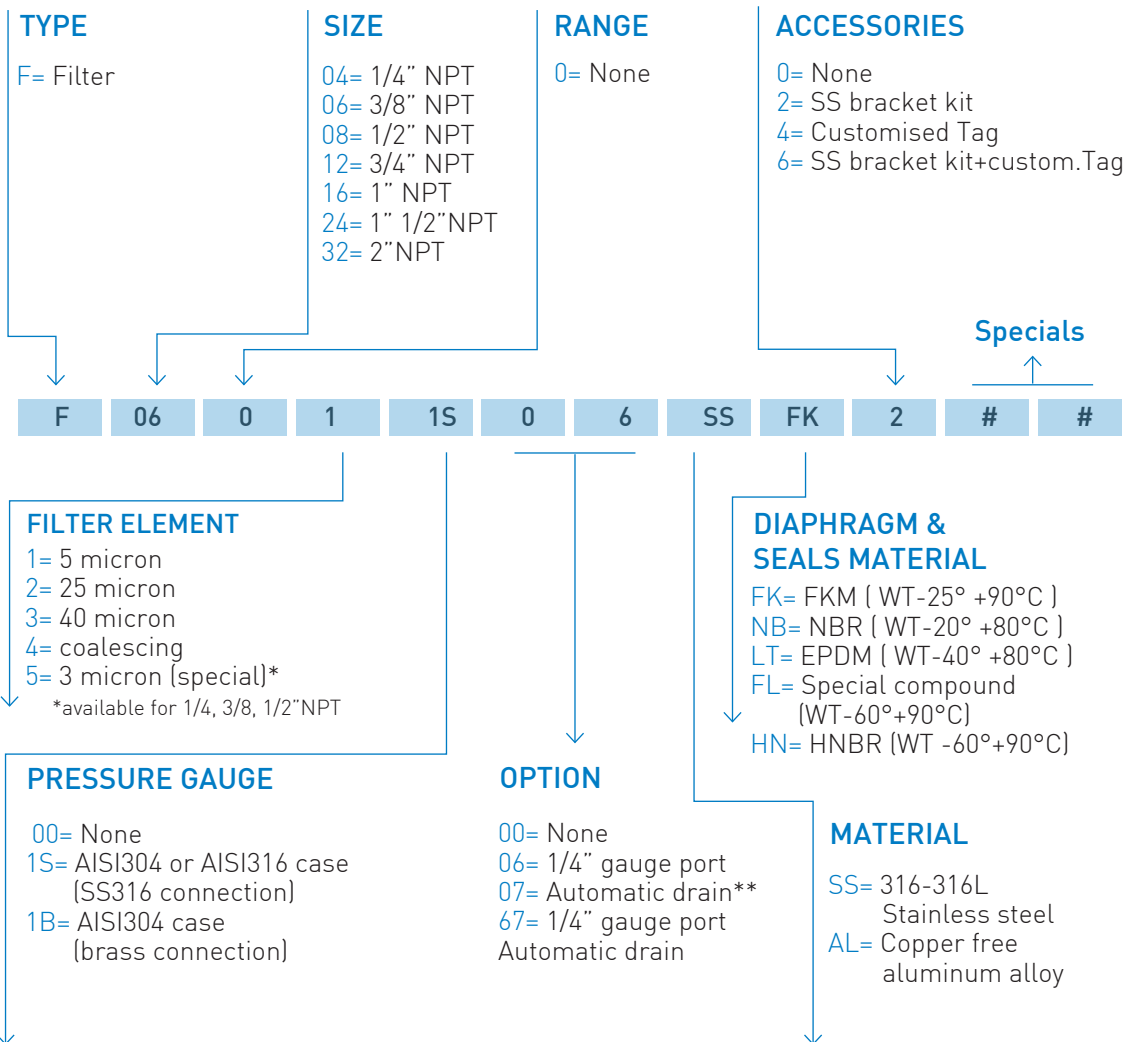 TYPE
F= Filter
SIZE
04= 1/4” NPT
06= 3/8” NPT
08= 1/2” NPT
12= 3/4” NPT
16= 1” NPT
24= 1” 1/2”NPT
32= 2”NPT
RANGE
0= None
ACCESSORIES
0= None
2= SS bracket kit
4= Customised Tag
6= SS bracket kit+custom.Tag
Specials
F 06 0 1 1S 0 6 SS FK 2 # #
FILTER ELEMENT
1= 5 micron
2= 25 micron
3= 40 micron
4= coalescing
5= 3 micron (special)*
*available for 1/4, 3/8, 1/2”NPT
DIAPHRAGM &
SEALS MATERIAL
FK= FKM ( WT-25° +90°C )
NB= NBR ( WT-20° +80°C )
LT= EPDM ( WT-40° +80°C )
FL= Special compound
(WT-60°+90°C)
HN= HNBR (WT -60°+90°C)
PRESSURE GAUGE
00= None
1S= AISI304 or AISI316 case
(SS316 connection)
1B= AISI304 case
(brass connection)
OPTION
00= None
06= 1/4” gauge port
07= Automatic drain**
67= 1/4” gauge port
Automatic drain
MATERIAL
SS= 316-316L
Stainless steel
AL= Copper free
aluminum alloy